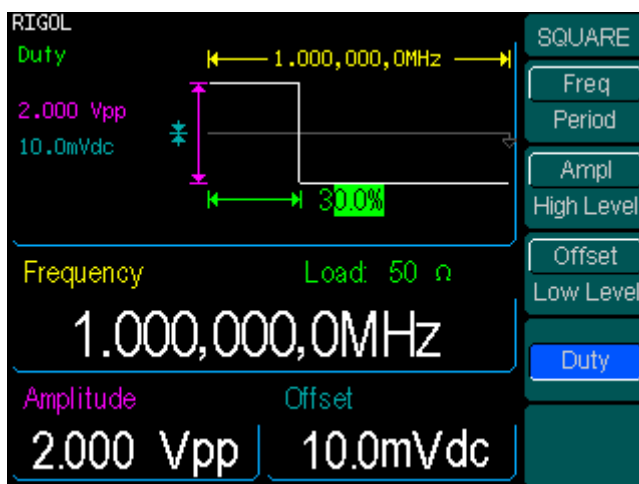 RIGOL
Duty
1.000,000,0MHz
2.000 Vpp
10.0mVdc
30.0%
Frequency
Load: 50 Ω
1.000,000,0MHz
Amplitude
Offset
2.000 Vpp
10.0mVdc
SQUARE
Freq
Period
Ampl
High Level
Offset
Low Level
Duty